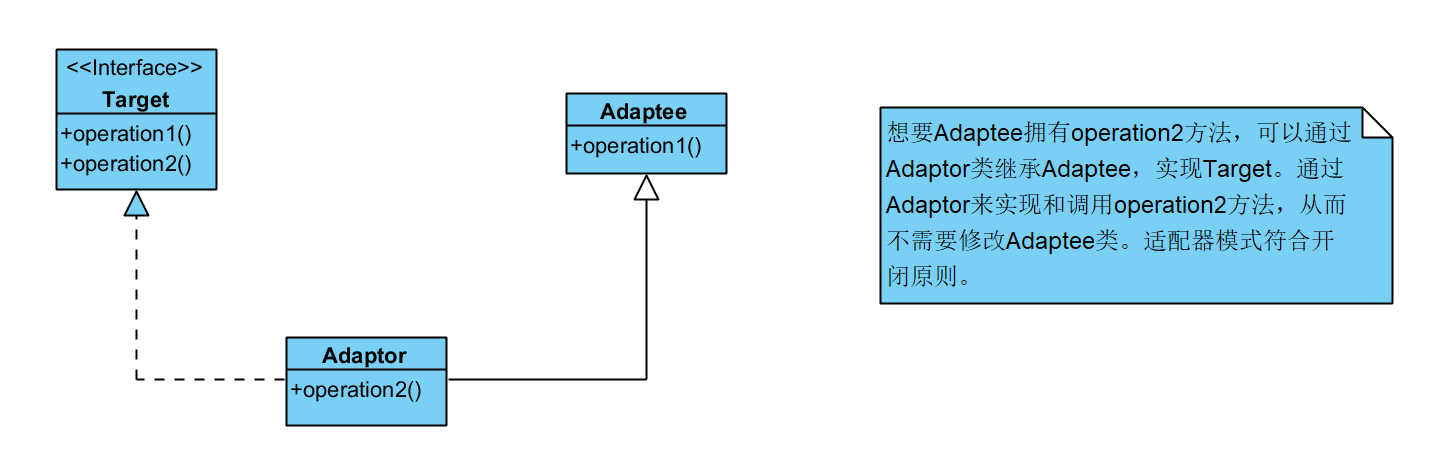 <<Interface>>
Target
+operation1()
+operation2()
Adaptee
+operation1()
Adaptor
+operation2()
想要Adaptee拥有operation2方法，可以通过
Adaptor类继承Adaptee，实现Target。通过
Adaptor来实现和调用operation2方法，从而
不需要修改Adaptee类。适配器模式符合开
闭原则。